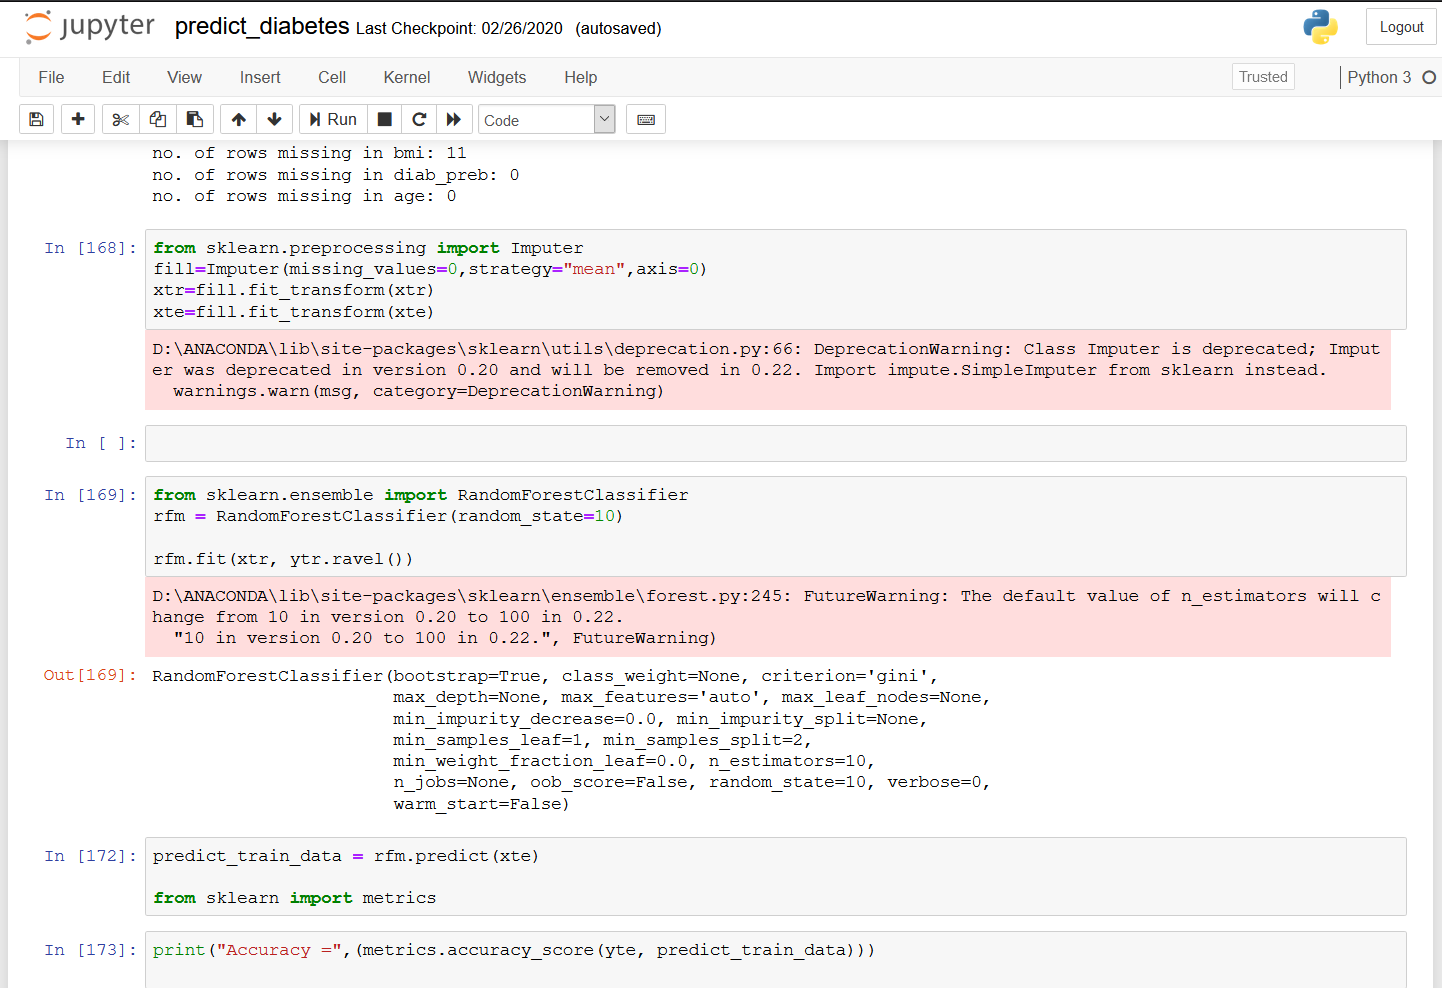 jupyter predict_diabetes Last Checkpoint: 02/26/2020 (autosaved) Logout
File Edit View Insert Cell Kernel Widgets Help Trusted Python 3
Run Code
no. of rows missing in bmi: 11
no. of rows missing in diab_preb: 0
no. of rows missing in age: 0
In [168]: from sklearn.preprocessing import Imputer
fill=Imputer(missing_values=0,strategy="mean",axis=0)
xtr=fill.fit_transform(xtr)
xte=fill.fit_transform(xte)
D:\ANACONDA\lib\site-packages\sklearn\utils\deprecation.py:66: DeprecationWarning: Class Imputer is deprecated; Imput
er was deprecated in version 0.20 and will be removed in 0.22. Import impute.SimpleImputer from sklearn instead.
warnings.warn(msg, category=DeprecationWarning)
In [ ]:
In [169]: from sklearn.ensemble import RandomForestClassifier
rfm = RandomForestClassifier(random_state=10)
rfm.fit(xtr, ytr.ravel())
D:\ANACONDA\lib\site-packages\sklearn\ensemble\forest.py:245: FutureWarning: The default value of n_estimators will c
hange from 10 in version 0.20 to 100 in 0.22.
"10 in version 0.20 to 100 in 0.22.", FutureWarning)
Out[169]: RandomForestClassifier(bootstrap=True, class_weight=None, criterion='gini',
max_depth=None, max_features='auto', max_leaf_nodes=None,
min_impurity_decrease=0.0, min_impurity_split=None,
min_samples_leaf=1, min_samples_split=2,
min_weight_fraction_leaf=0.0, n_estimators=10,
n_jobs=None, oob_score=False, random_state=10, verbose=0,
warm_start=False)
In [172]: predict_train_data = rfm.predict(xte)
from sklearn import metrics
In [173]: print("Accuracy =",(metrics.accuracy_score(yte, predict_train_data)))